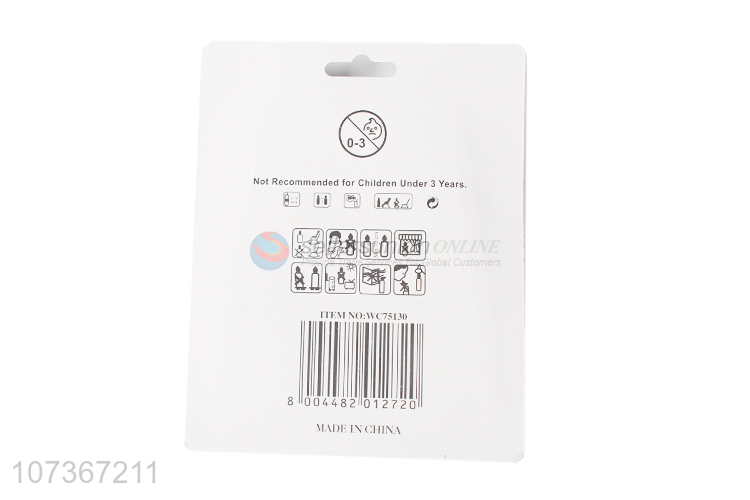 0-3
Not Recommended for Children Under 3 Years.
ONLINE
Global Customers
ITEM NO:WC75130
8 004482 012720
MADE IN CHINA
107367211